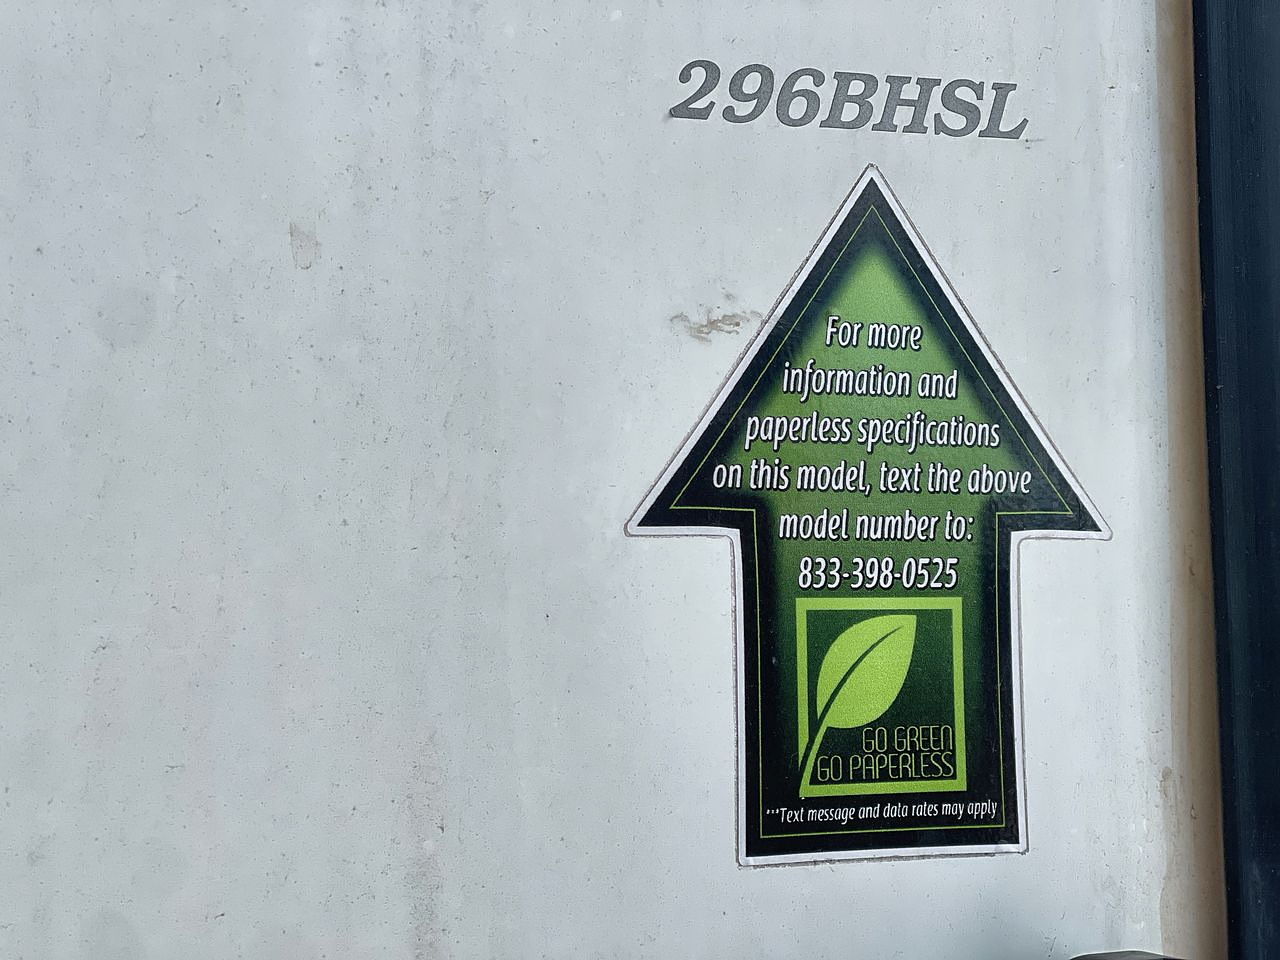 296BHSL
For more
information and
paperless specifications
on this model, text the above
model number to:
833-398-0525
GO GREEN
GO PAPERLESS
***Text message and data rates may apply